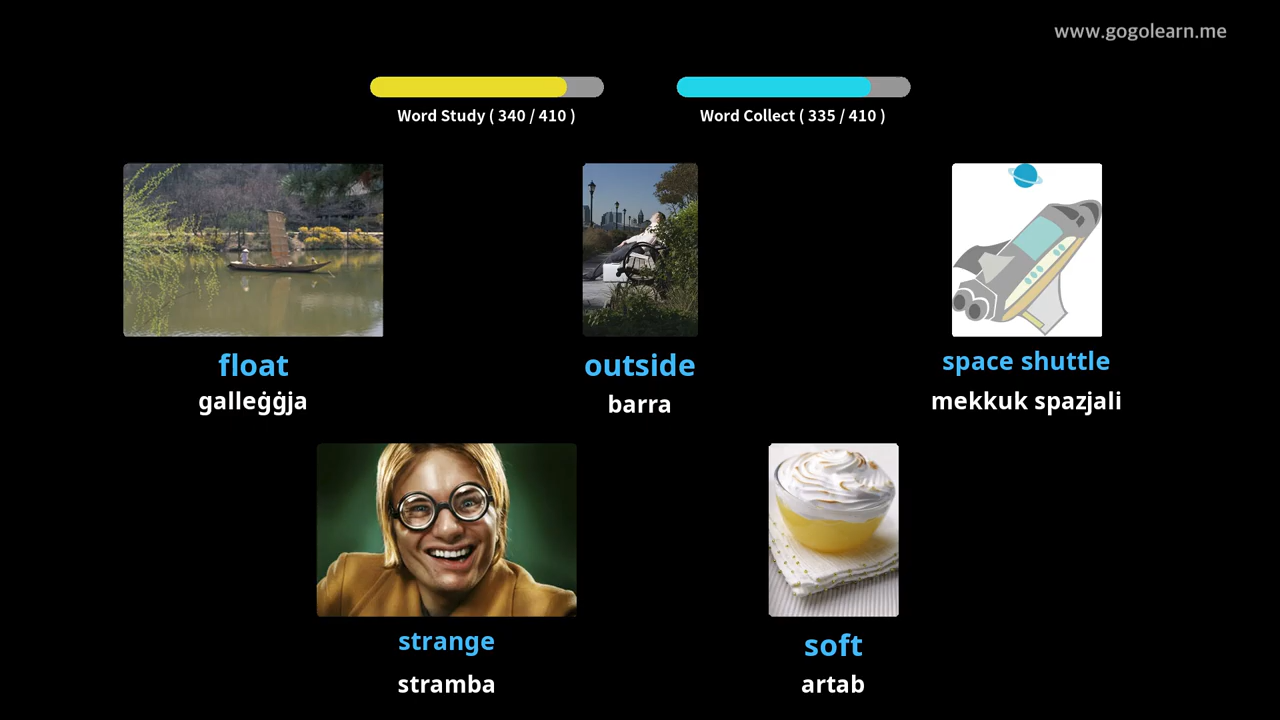 www.gogolearn.me
Word Study ( 340 / 410 )
Word Collect ( 335 / 410 )
float
galleġġja
outside
barra
space shuttle
mekkuk spazjali
strange
stramba
soft
artab